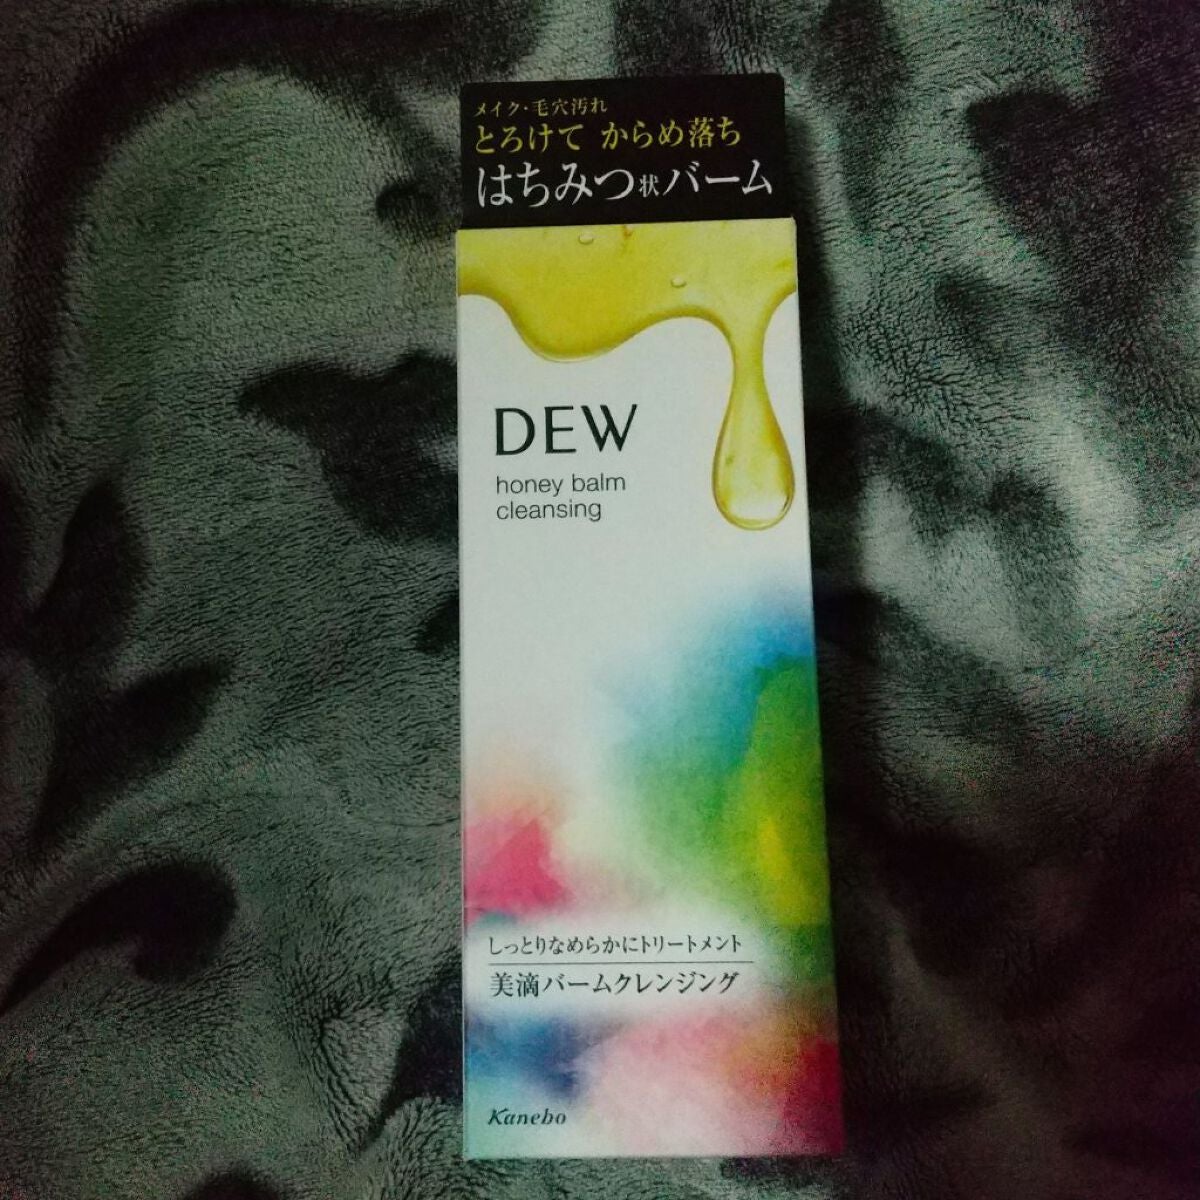 メイク・毛穴汚れ
とろけて からめ落ち
はちみつ状バーム
DEW
honey balm
cleansing
しっとりなめらかにトリートメント
美滴バームクレンジング
Kanebo